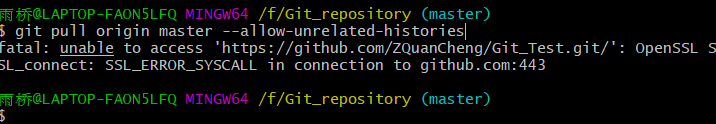 雨桥@LAPTOP-FAON5LFQ MINGW64 /f/Git_repository (master)
$ git pull origin master --allow-unrelated-histories
fatal: unable to access 'https://github.com/ZQuanCheng/Git_Test.git/': OpenSSL S
SL_connect: SSL_ERROR_SYSCALL in connection to github.com:443
雨桥@LAPTOP-FAON5LFQ MINGW64 /f/Git_repository (master)
$